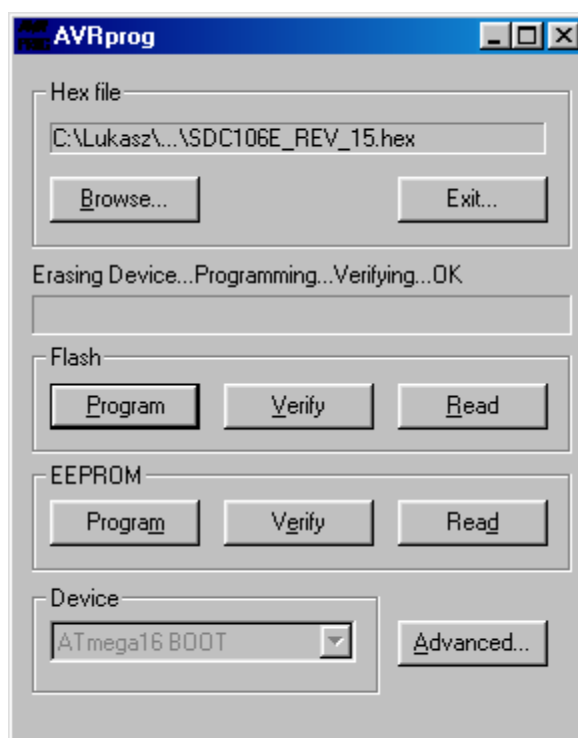 AVRprog
Hex file
C:\Lukasz\...\SDC106E_REV_15.hex
Browse... Exit...
Erasing Device...Programming...Verifying...OK
Flash
Program Verify Read
EEPROM
Program Verify Read
Device
ATmega16 BOOT Advanced...